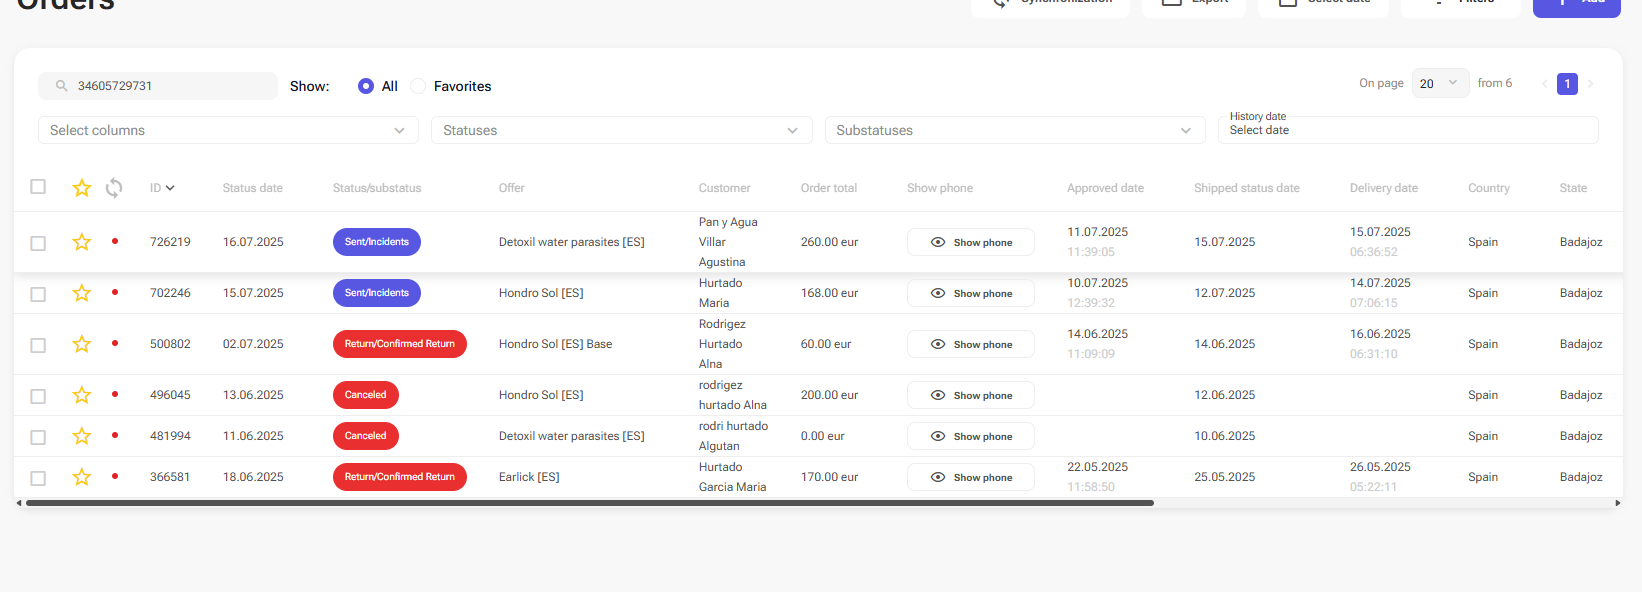 Orders
Synchronization Export Select date Filters Add
34605729731 Show: All Favorites On page 20 from 6 1
Select columns Statuses Substatuses History date
Select date
ID Status date Status/substatus Offer Customer Order total Show phone Approved date Shipped status date Delivery date Country State
726219 16.07.2025 Sent/Incidents Detoxil water parasites [ES] Pan y Agua Villar Agustina 260.00 eur Show phone 11.07.2025 11:39:05 15.07.2025 15.07.2025 06:36:52 Spain Badajoz
702246 15.07.2025 Sent/Incidents Hondro Sol [ES] Hurtado Maria 168.00 eur Show phone 10.07.2025 12:39:32 12.07.2025 14.07.2025 07:06:15 Spain Badajoz
500802 02.07.2025 Return/Confirmed Return Hondro Sol [ES] Base Rodrigez Hurtado Alna 60.00 eur Show phone 14.06.2025 11:09:09 14.06.2025 16.06.2025 06:31:10 Spain Badajoz
496045 13.06.2025 Canceled Hondro Sol [ES] rodrigez hurtado Alna 200.00 eur Show phone 12.06.2025 Spain Badajoz
481994 11.06.2025 Canceled Detoxil water parasites [ES] rodri hurtado Algutan 0.00 eur Show phone 10.06.2025 Spain Badajoz
366581 18.06.2025 Return/Confirmed Return Earlick [ES] Hurtado Garcia Maria 170.00 eur Show phone 22.05.2025 11:58:50 25.05.2025 26.05.2025 05:22:11 Spain Badajoz